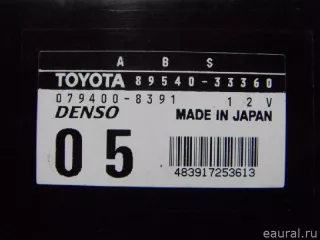 A B S
TOYOTA 89540-33360
079400-8391 12V
DENSO MADE IN JAPAN
05
483917253613
eaural.ru